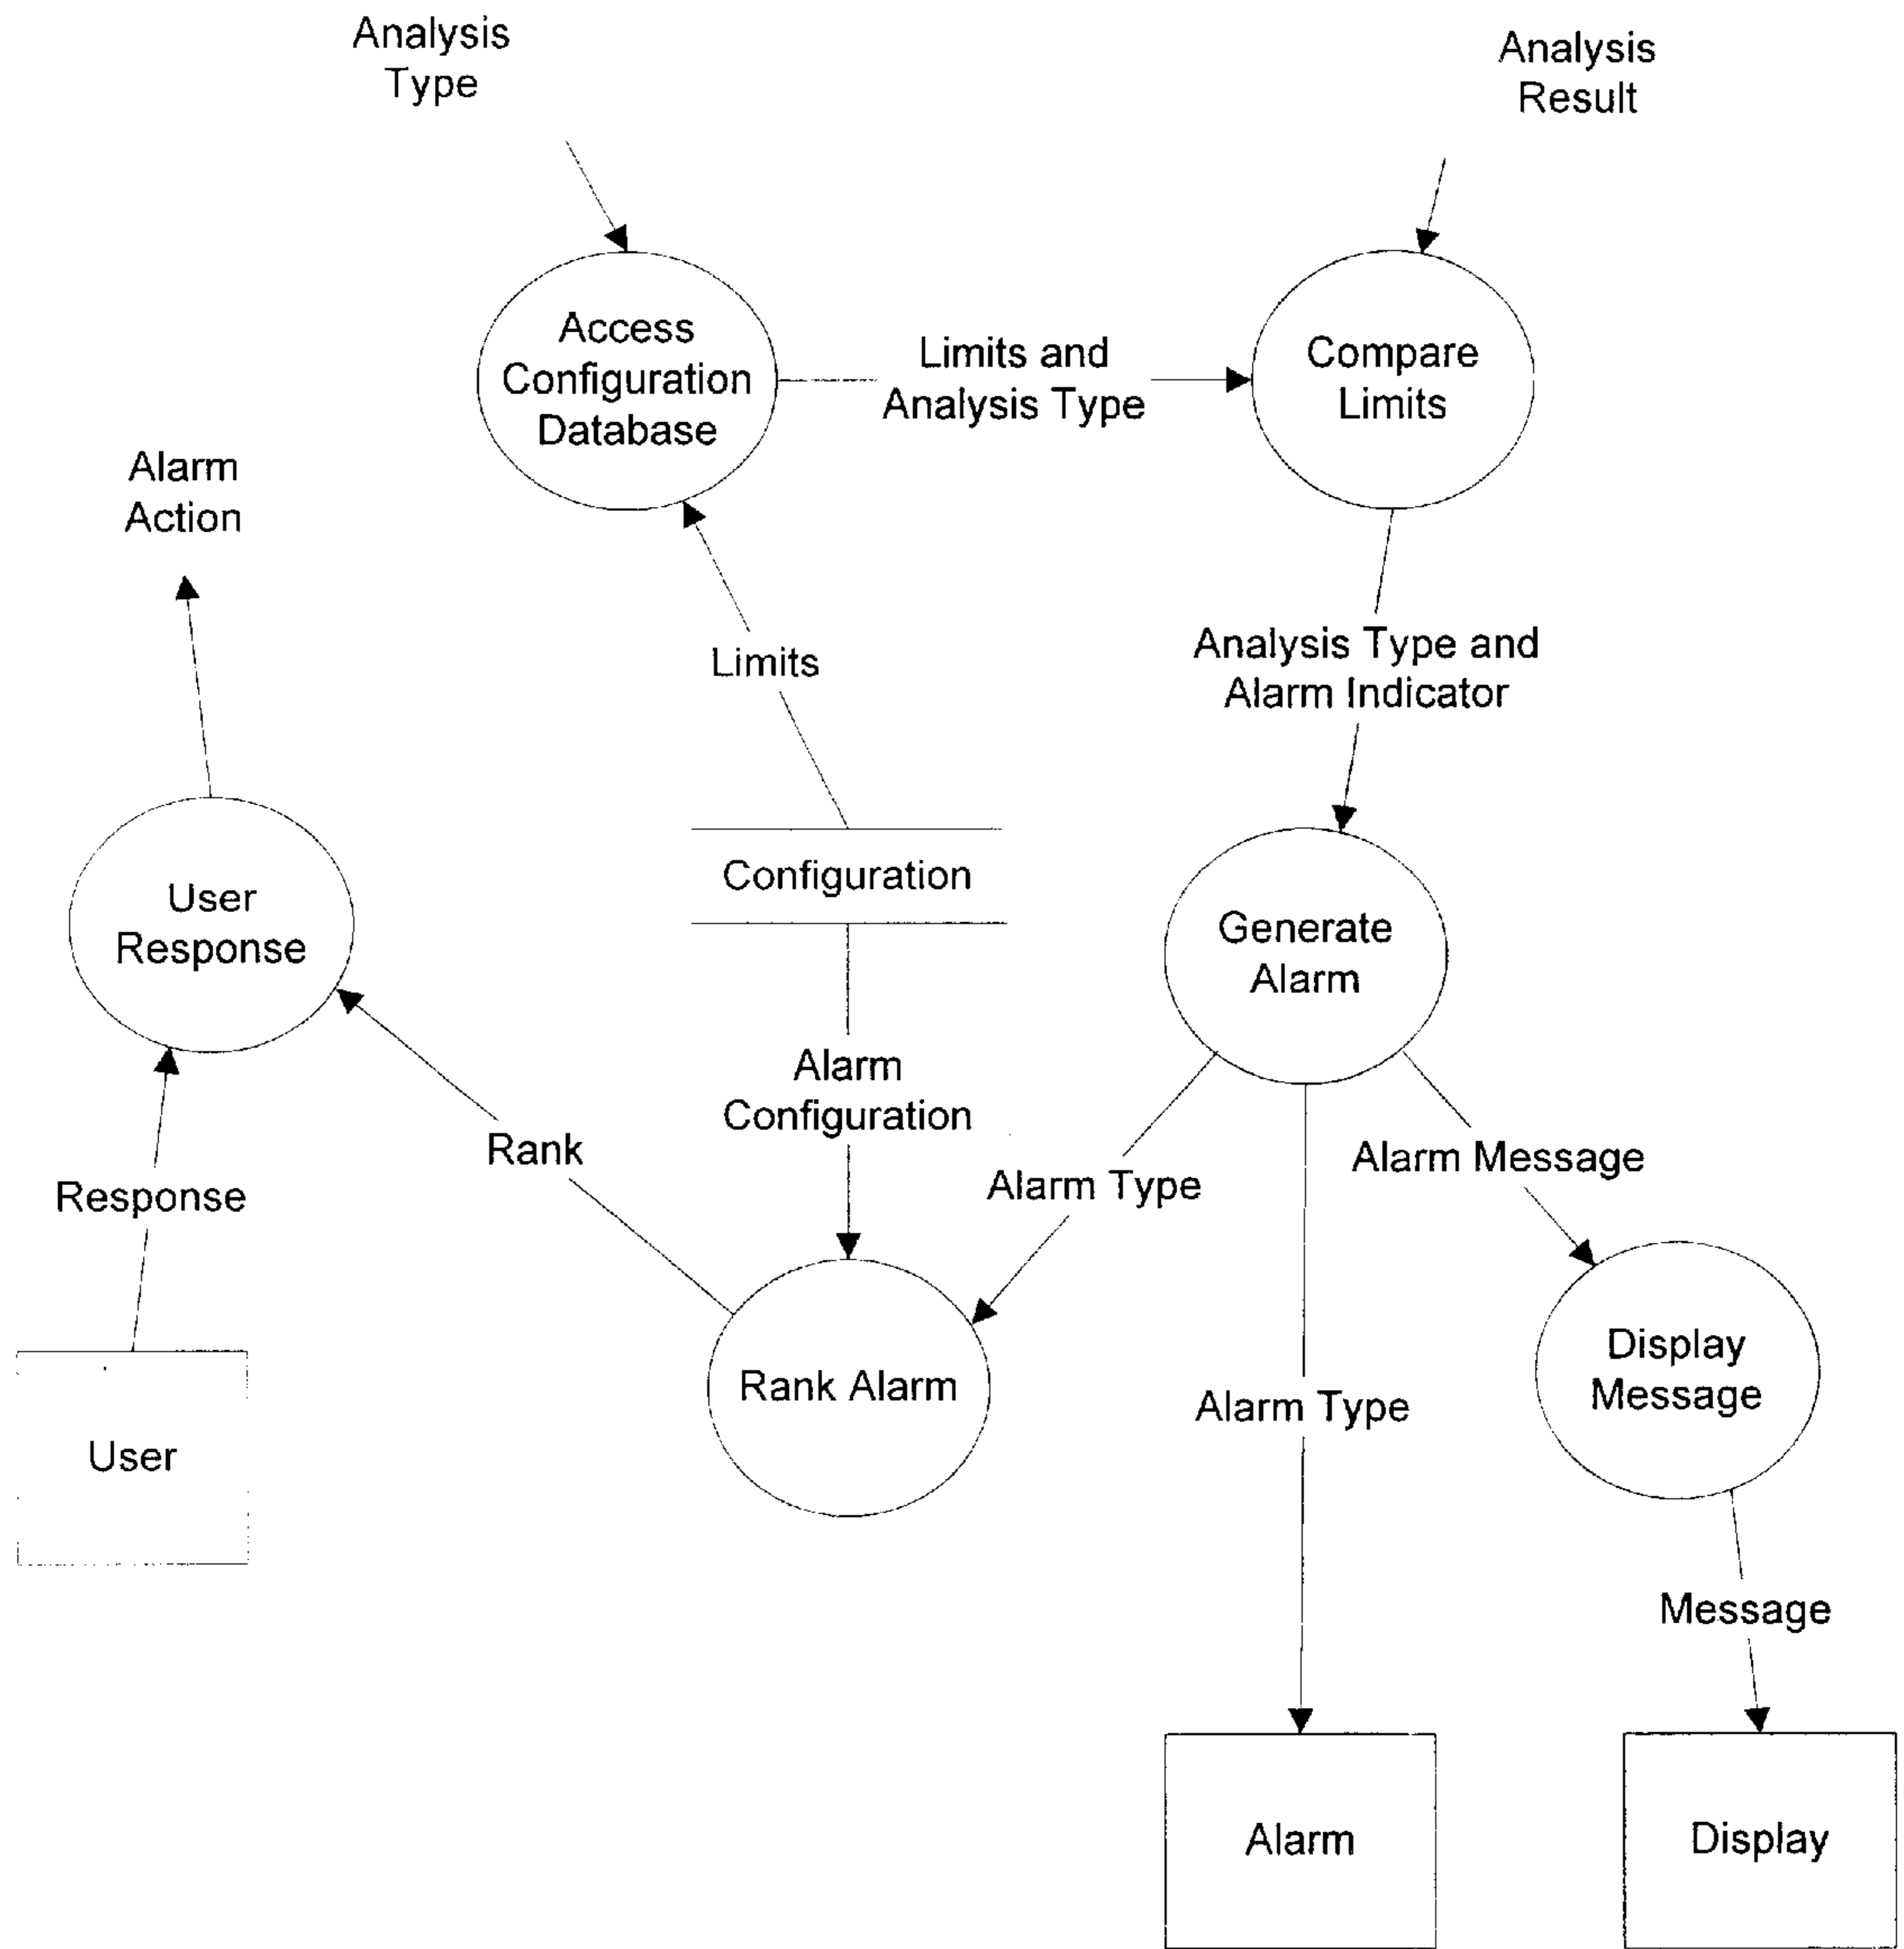 Analysis
Type
Analysis
Result
Access
Configuration
Database
Limits and
Analysis Type
Compare
Limits
Alarm
Action
Limits
Analysis Type and
Alarm Indicator
Configuration
User
Response
Generate
Alarm
Alarm
Configuration
Rank
Alarm Type
Alarm Message
Response
Rank Alarm
Alarm Type
Display
Message
User
Message
Alarm
Display